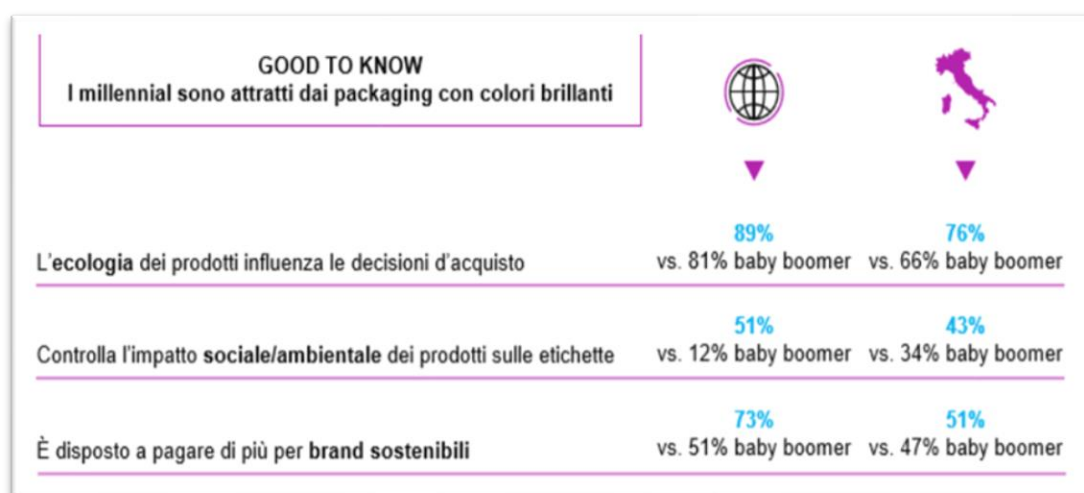 GOOD TO KNOW
I millennial sono attratti dai packaging con colori brillanti
89% 76%
L'ecologia dei prodotti influenza le decisioni d'acquisto vs. 81% baby boomer vs. 66% baby boomer
51% 43%
Controlla l'impatto sociale/ambientale dei prodotti sulle etichette vs. 12% baby boomer vs. 34% baby boomer
73% 51%
È disposto a pagare di più per brand sostenibili vs. 51% baby boomer vs. 47% baby boomer